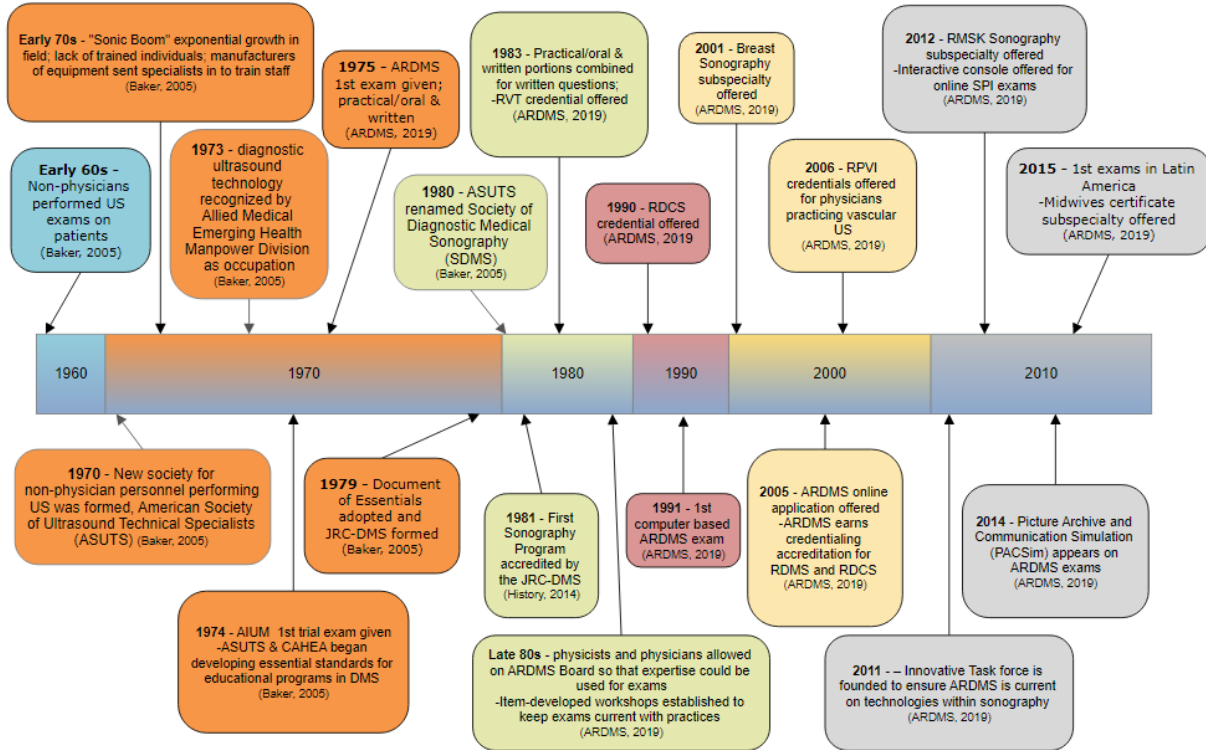 Early 70s - "Sonic Boom" exponential growth in
field; lack of trained individuals; manufacturers
of equipment sent specialists in to train staff
(Baker, 2005)
1975 - ARDMS
1st exam given;
practical/oral &
written
(ARDMS, 2019)
1983 - Practical/oral &
written portions combined
for written questions;
-RVT credential offered
(ARDMS, 2019)
2001 - Breast
Sonography
subspecialty
offered
(ARDMS, 2019)
2012 - RMSK Sonography
subspecialty offered
-Interactive console offered for
online SPI exams
(ARDMS, 2019)
Early 60s -
Non-physicians
performed US
exams on
patients
(Baker, 2005)
1973 - diagnostic
ultrasound
technology
recognized by
Allied Medical
Emerging Health
Manpower Division
as occupation
(Baker, 2005)
1980 - ASUTS
renamed Society of
Diagnostic Medical
Sonography
(SDMS)
(Baker, 2005)
1990 - RDCS
credential offered
(ARDMS, 2019
2006 - RPVI
credentials offered
for physicians
practicing vascular
US
(ARDMS, 2019)
2015 - 1st exams in Latin
America
-Midwives certificate
subspecialty offered
(ARDMS, 2019)
1960
1970
1980
1990
2000
2010
1970 - New society for
non-physician personnel performing
US was formed, American Society
of Ultrasound Technical Specialists
(ASUTS) (Baker, 2005)
1979 - Document
of Essentials
adopted and
JRC-DMS formed
(Baker, 2005)
1981 - First
Sonography
Program
accredited by
the JRC-DMS
(History, 2014)
1991 - 1st
computer based
ARDMS exam
(ARDMS, 2019)
2005 - ARDMS online
application offered
-ARDMS earns
credentialing
accreditation for
RDMS and RDCS
(ARDMS, 2019)
2014 - Picture Archive and
Communication Simulation
(PACSim) appears on
ARDMS exams
(ARDMS, 2019)
1974 - AIUM 1st trial exam given
-ASUTS & CAHEA began
developing essential standards for
educational programs in DMS
(Baker, 2005)
Late 80s - physicists and physicians allowed
on ARDMS Board so that expertise could be
used for exams
-Item-developed workshops established to
keep exams current with practices
(ARDMS, 2019)
2011 - – Innovative Task force is
founded to ensure ARDMS is current
on technologies within sonography
(ARDMS, 2019)